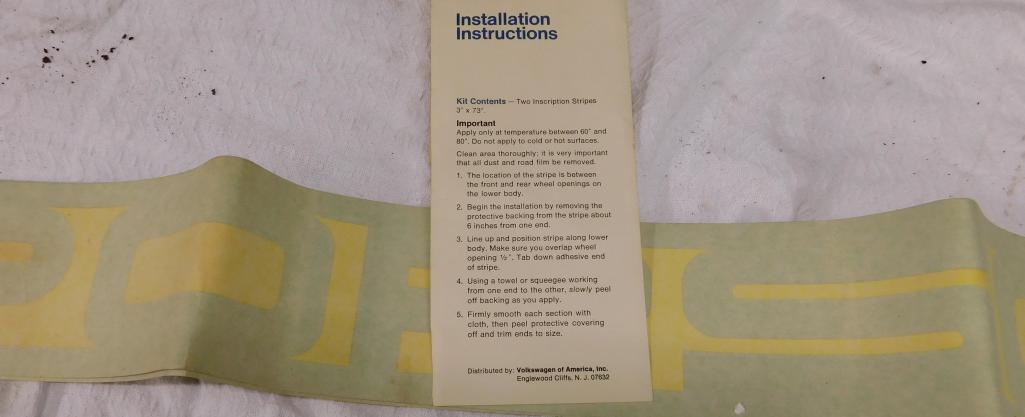 Installation
Instructions
Kit Contents — Two Inscription Stripes
3" x 73".
Important
Apply only at temperature between 60° and
80°. Do not apply to cold or hot surfaces.
Clean area thoroughly; it is very important
that all dust and road film be removed.
1. The location of the stripe is between
the front and rear wheel openings on
the lower body.
2. Begin the installation by removing the
protective backing from the stripe about
6 inches from one end.
3. Line up and position stripe along lower
body. Make sure you overlap wheel
opening ½". Tab down adhesive end
of stripe.
4. Using a towel or squeegee working
from one end to the other, slowly peel
off backing as you apply.
5. Firmly smooth each section with
cloth, then peel protective covering
off and trim ends to size.
Distributed by: Volkswagen of America, Inc.
Englewood Cliffs, N. J. 07632